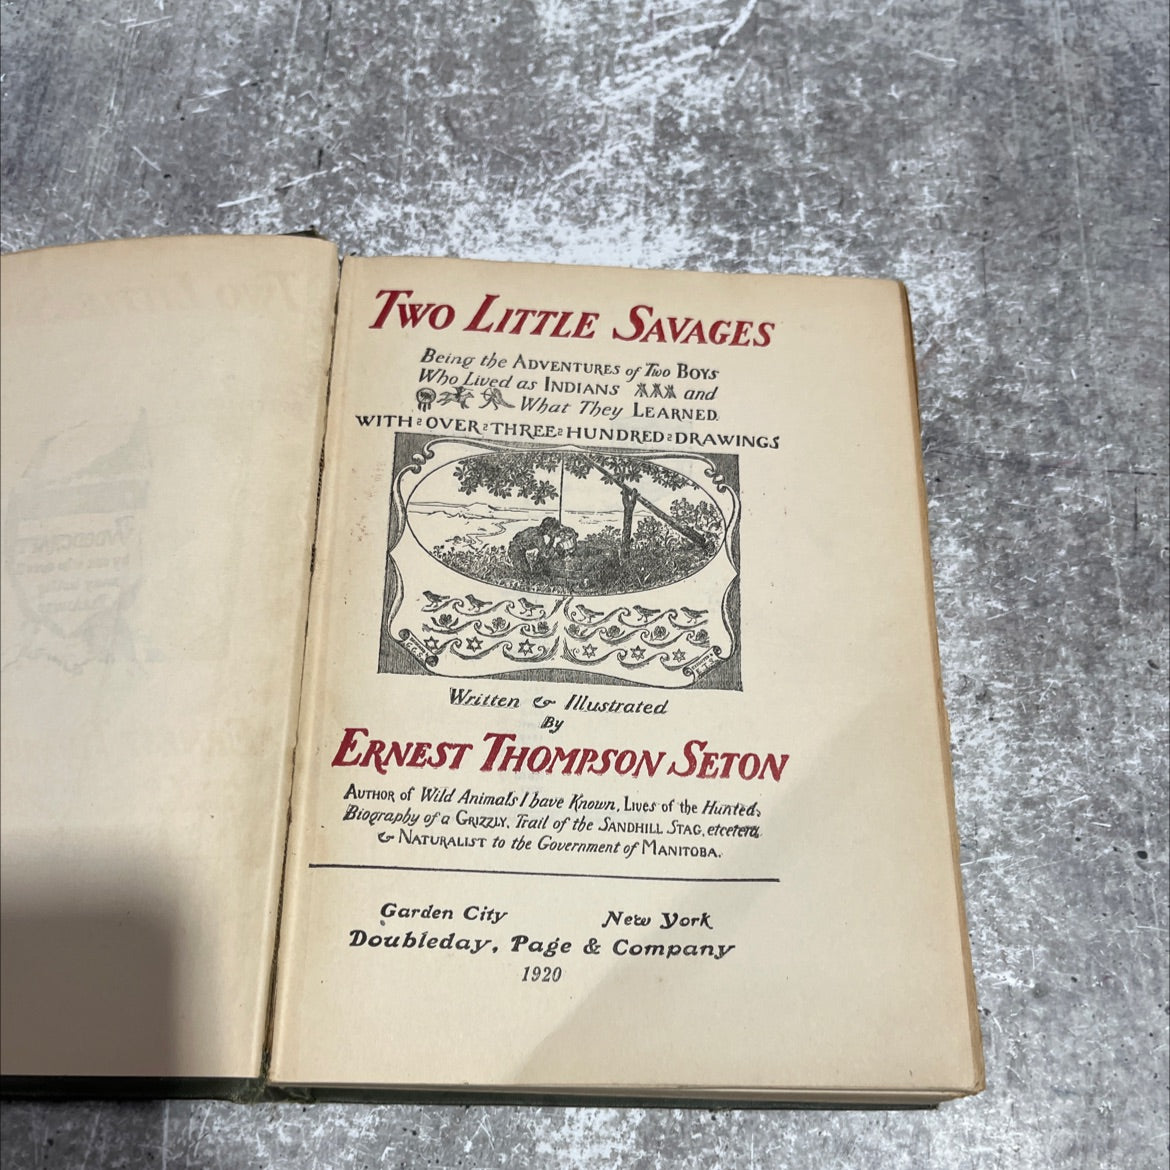 TWO LITTLE SAVAGES
Being the ADVENTURES of Two BOYS
Who Lived as INDIANS and
What They LEARNED.
WITH OVER THREE HUNDRED DRAWINGS
Written & Illustrated
By
ERNEST THOMPSON SETON
AUTHOR of Wild Animals I have Known, Lives of the Hunted,
Biography of a GRIZZLY, Trail of the SANDHILL STAG, etcetera
& NATURALIST to the Government of MANITOBA.
Garden City New York
Doubleday, Page & Company
1920